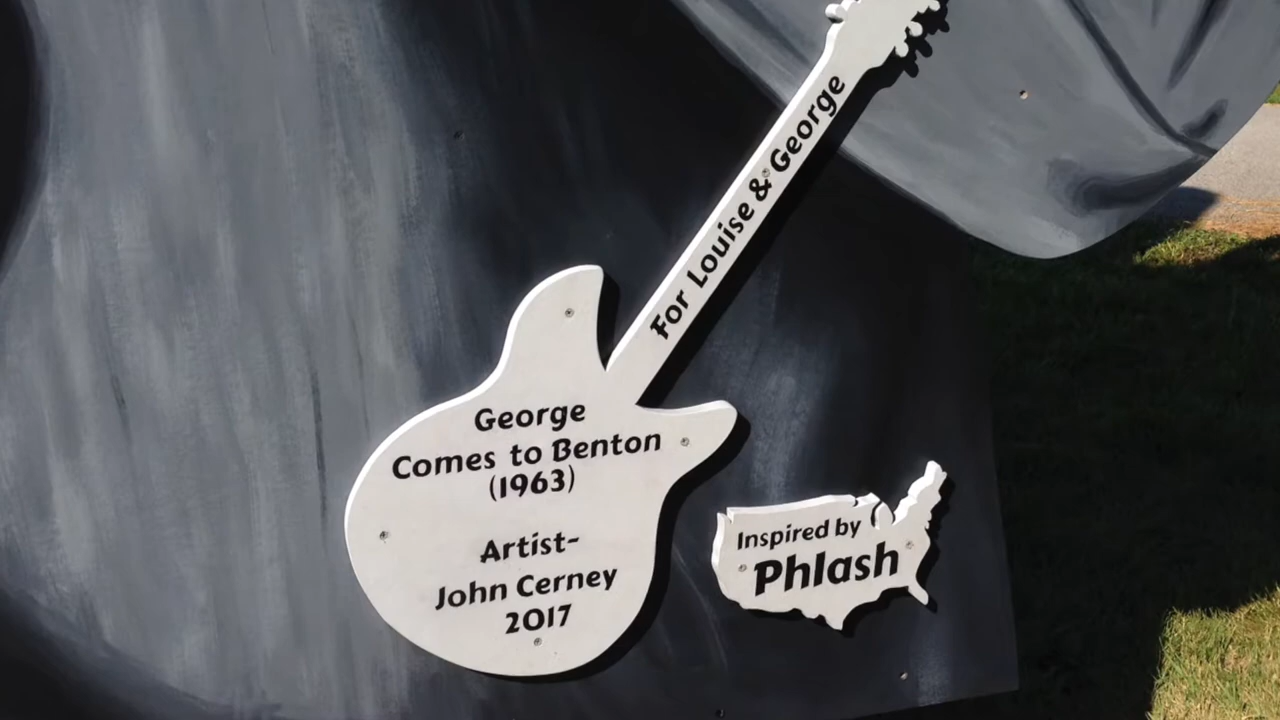 For Louise & George
George
Comes to Benton
(1963)
Artist-
John Cerney
2017
Inspired by
Phlash